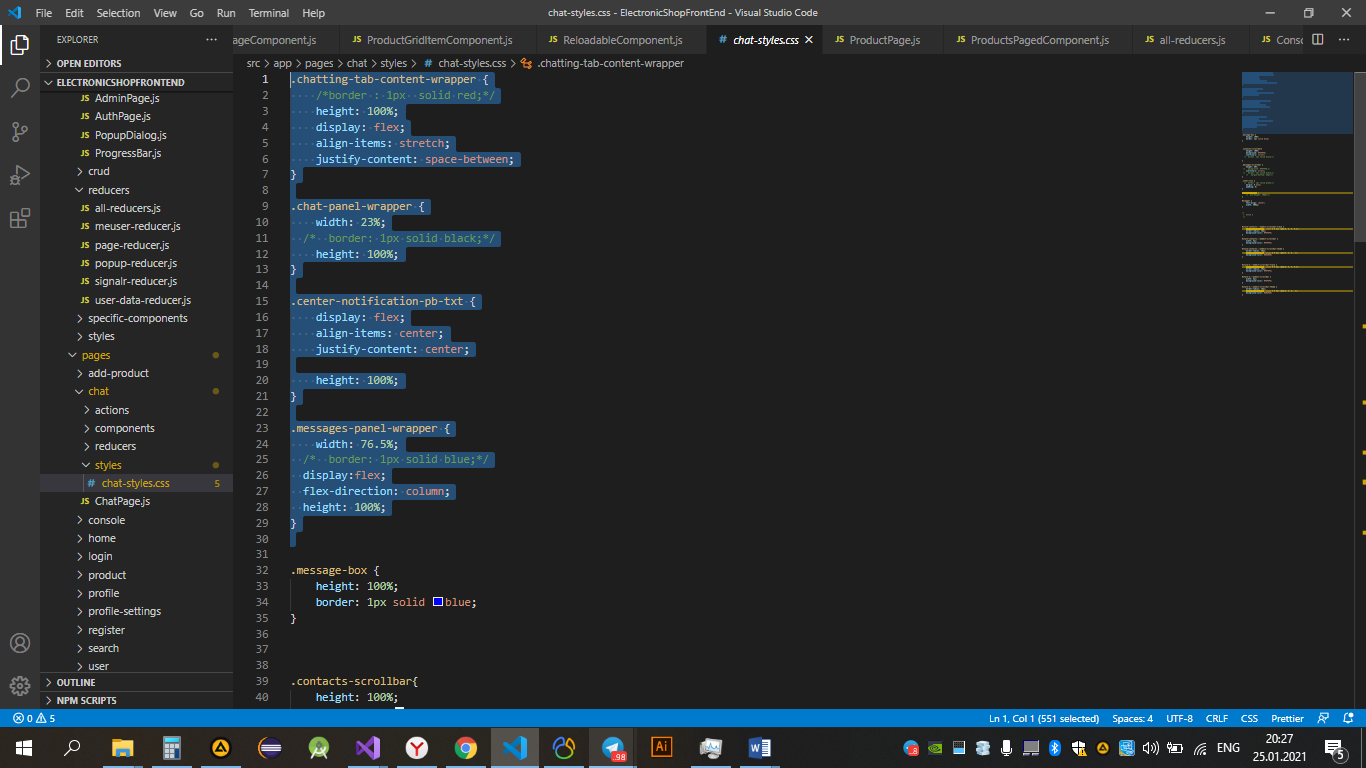 File Edit Selection View Go Run Terminal Help
chat-styles.css - ElectronicShopFrontEnd - Visual Studio Code
EXPLORER
ageComponent.js
JS ProductGridItemComponent.js
JS ReloadableComponent.js
# chat-styles.css
JS ProductPage.js
JS ProductsPagedComponent.js
JS all-reducers.js
JS Conso
OPEN EDITORS
ELECTRONICSHOPFRONTEND
JS AdminPage.js
JS AuthPage.js
JS PopupDialog.js
JS ProgressBar.js
crud
reducers
JS all-reducers.js
JS meuser-reducer.js
JS page-reducer.js
JS popup-reducer.js
JS signalr-reducer.js
JS user-data-reducer.js
specific-components
styles
pages
add-product
chat
actions
components
reducers
styles
# chat-styles.css 5
JS ChatPage.js
console
home
login
product
profile
profile-settings
register
search
user
OUTLINE
NPM SCRIPTS
src > app > pages > chat > styles > # chat-styles.css > .chatting-tab-content-wrapper
1 .chatting-tab-content-wrapper {
2 /*border : 1px  solid red;*/
3 height: 100%;
4 display: flex;
5 align-items: stretch;
6 justify-content: space-between;
7 }
8
9 .chat-panel-wrapper {
10 width: 23%;
11 /*  border: 1px solid black;*/
12 height: 100%;
13 }
14
15 .center-notification-pb-txt {
16 display: flex;
17 align-items: center;
18 justify-content: center;
19
20 height: 100%;
21 }
22
23 .messages-panel-wrapper {
24 width: 76.5%;
25 /*  border: 1px solid blue;*/
26 display:flex;
27 flex-direction: column;
28 height: 100%;
29 }
30
31
32 .message-box {
33 height: 100%;
34 border: 1px solid blue;
35 }
36
37
38
39 .contacts-scrollbar{
40 height: 100%;
0 5
Ln 1, Col 1 (551 selected) Spaces: 4 UTF-8 CRLF CSS Prettier
Y
.98
Ai
W
ENG
20:27
25.01.2021
5